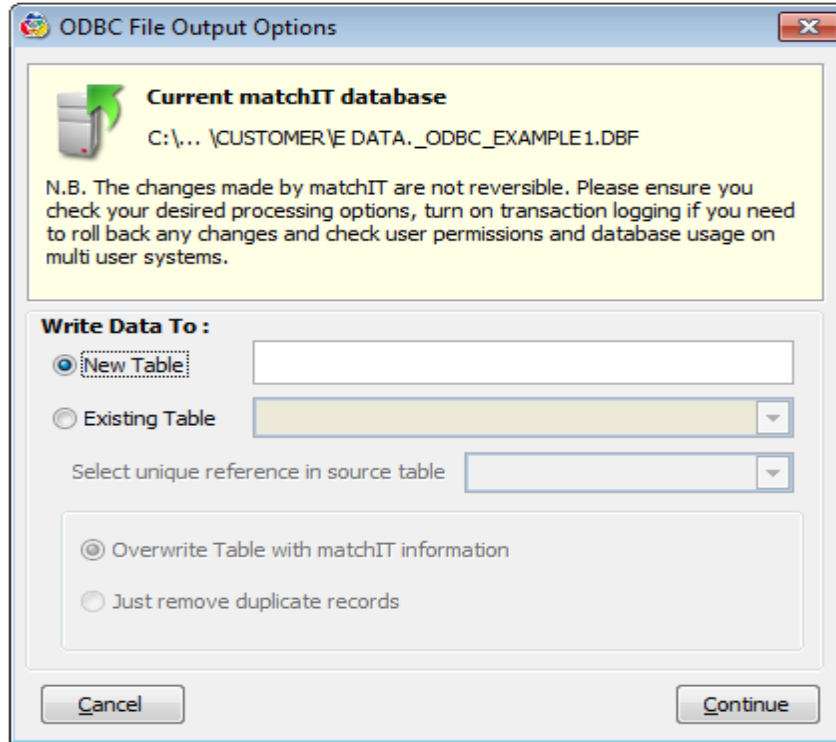 ODBC File Output Options
Current matchIT database
C:\... \CUSTOMER\E DATA._ODBC_EXAMPLE1.DBF
N.B. The changes made by matchIT are not reversible. Please ensure you
check your desired processing options, turn on transaction logging if you need
to roll back any changes and check user permissions and database usage on
multi user systems.
Write Data To :
New Table
Existing Table
Select unique reference in source table
Overwrite Table with matchIT information
Just remove duplicate records
Cancel
Continue